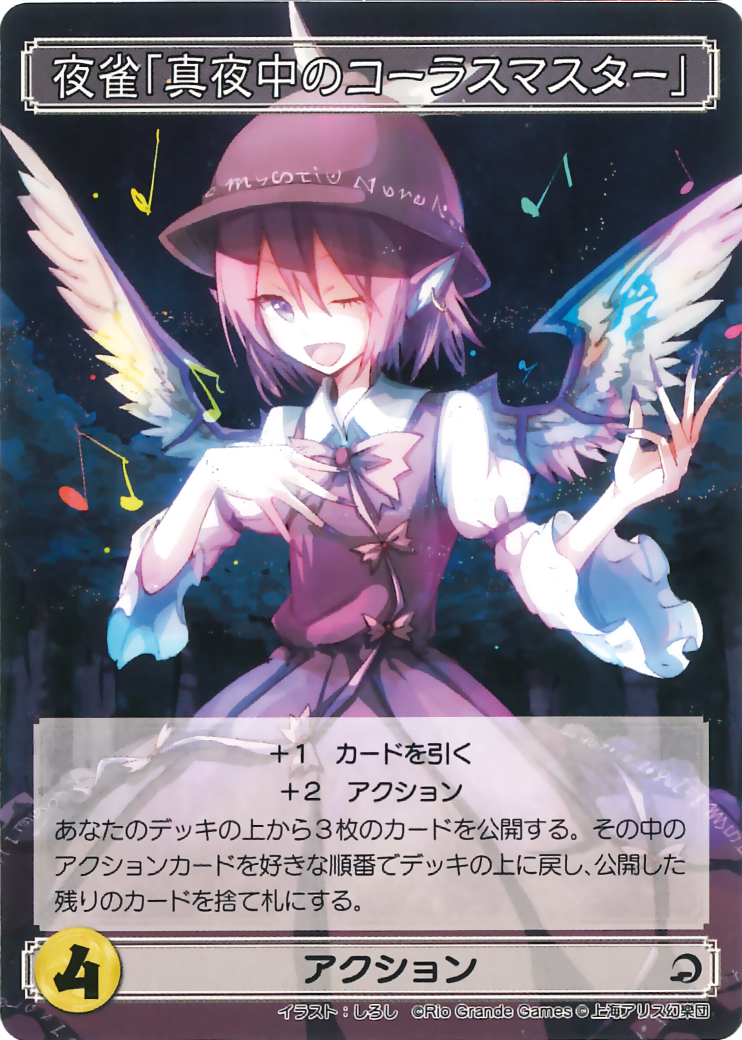 夜雀「真夜中のコーラスマスター」
mystia
+1　カードを引く
+2　アクション
あなたのデッキの上から3枚のカードを公開する。その中の
アクションカードを好きな順番でデッキの上に戻し、公開した
残りのカードを捨て札にする。
4
アクション
イラスト：しろし　©Rio Grande Games ©上海アリス幻楽団